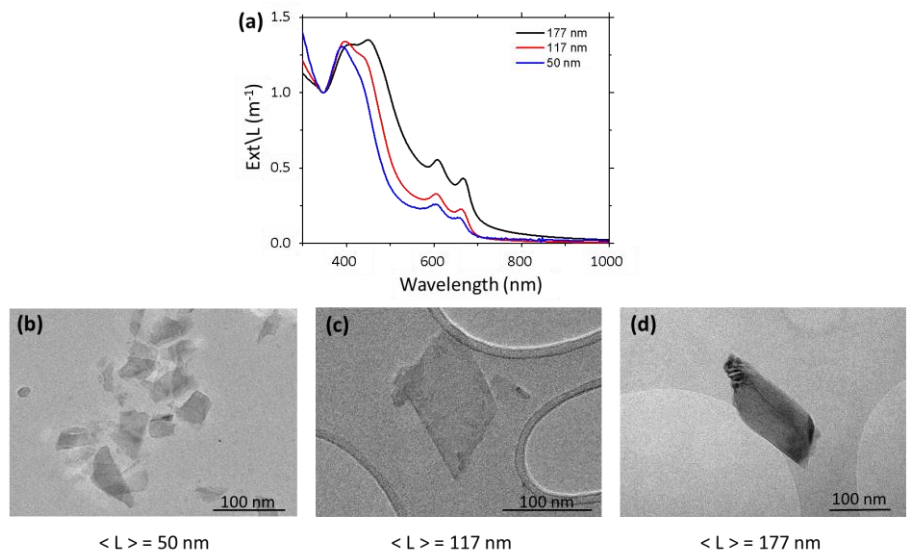 (a)
1.5
1.0
0.5
0.0
Ext\L (m⁻¹)
177 nm
117 nm
50 nm
400 600 800 1000
Wavelength (nm)
(b) (c) (d)
100 nm 100 nm 100 nm
< L > = 50 nm < L > = 117 nm < L > = 177 nm